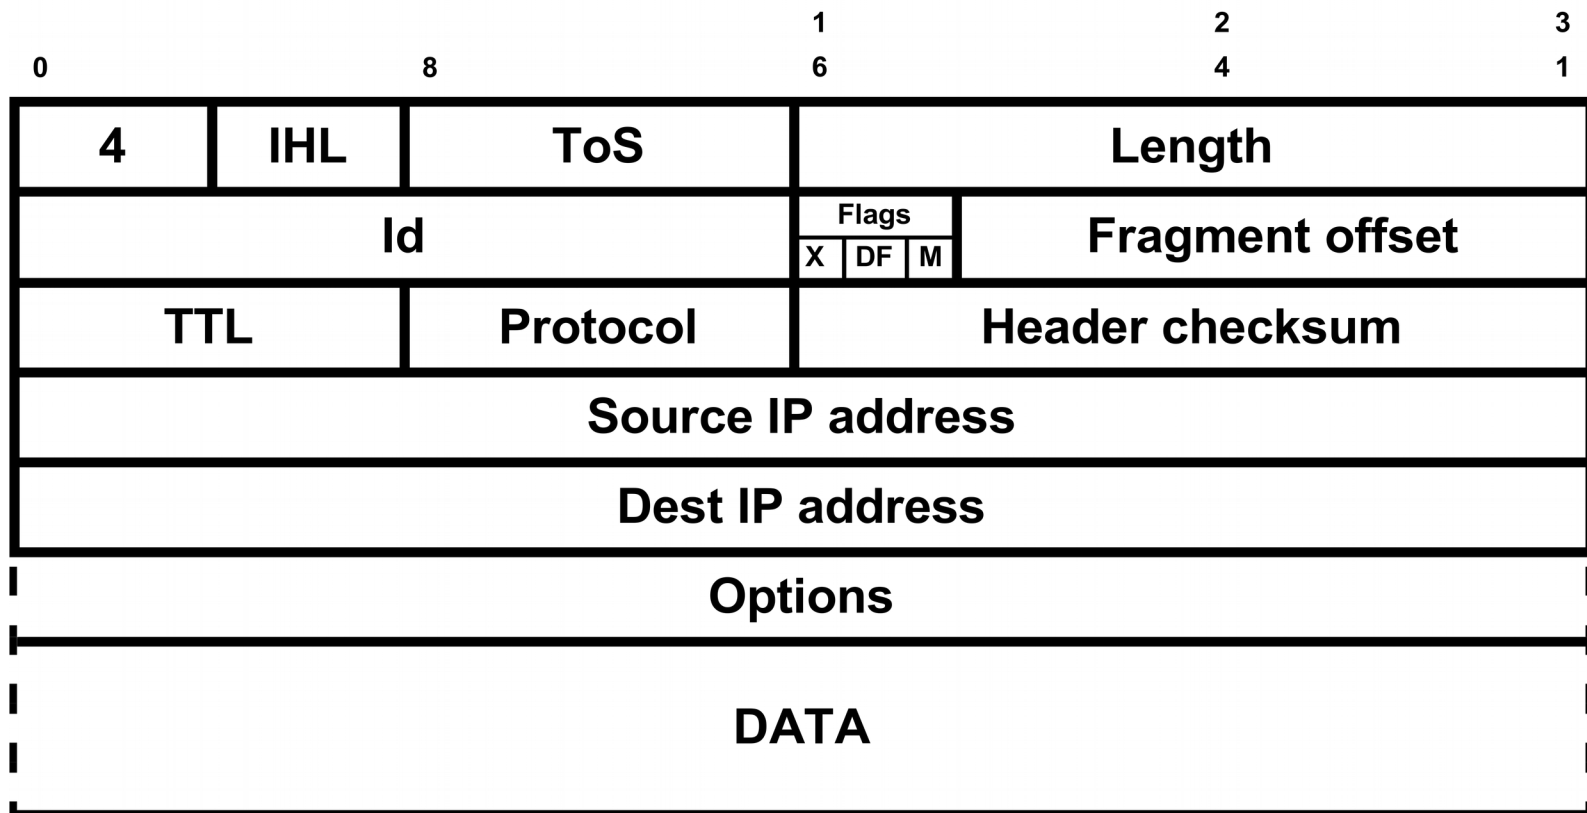 1 2 3
0 8 6 4 1
4 IHL ToS Length
Id Flags Fragment offset
X DF M
TTL Protocol Header checksum
Source IP address
Dest IP address
Options
DATA